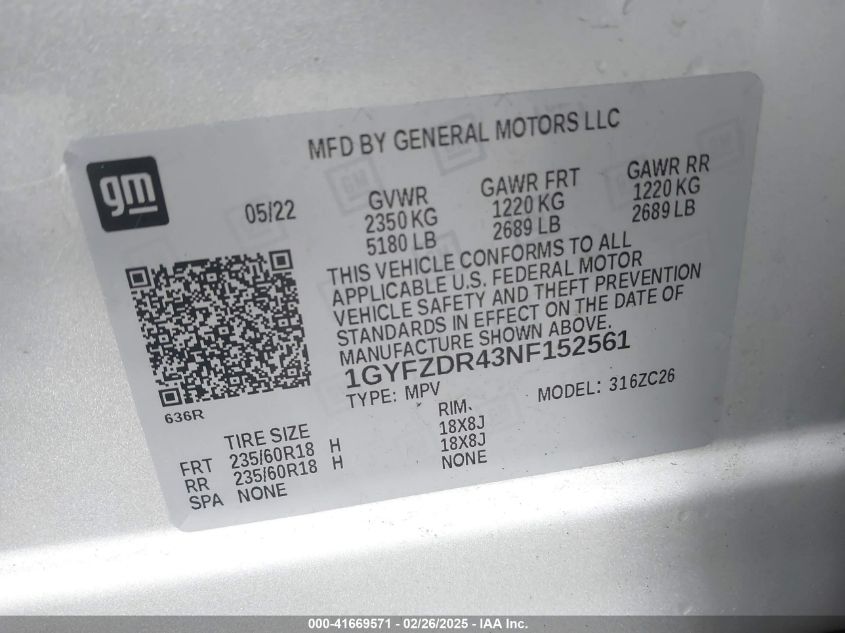 MFD BY GENERAL MOTORS LLC
gm
05/22
GVWR
2350 KG
5180 LB
GAWR FRT
1220 KG
2689 LB
GAWR RR
1220 KG
2689 LB
THIS VEHICLE CONFORMS TO ALL
APPLICABLE U.S. FEDERAL MOTOR
VEHICLE SAFETY AND THEFT PREVENTION
STANDARDS IN EFFECT ON THE DATE OF
MANUFACTURE SHOWN ABOVE.
1GYFZDR43NF152561
TYPE: MPV
MODEL: 316ZC26
636R
TIRE SIZE
RIM.
FRT 235/60R18 H 18X8J
RR 235/60R18 H 18X8J
SPA NONE NONE
000-41669571 - 02/26/2025 - IAA Inc.